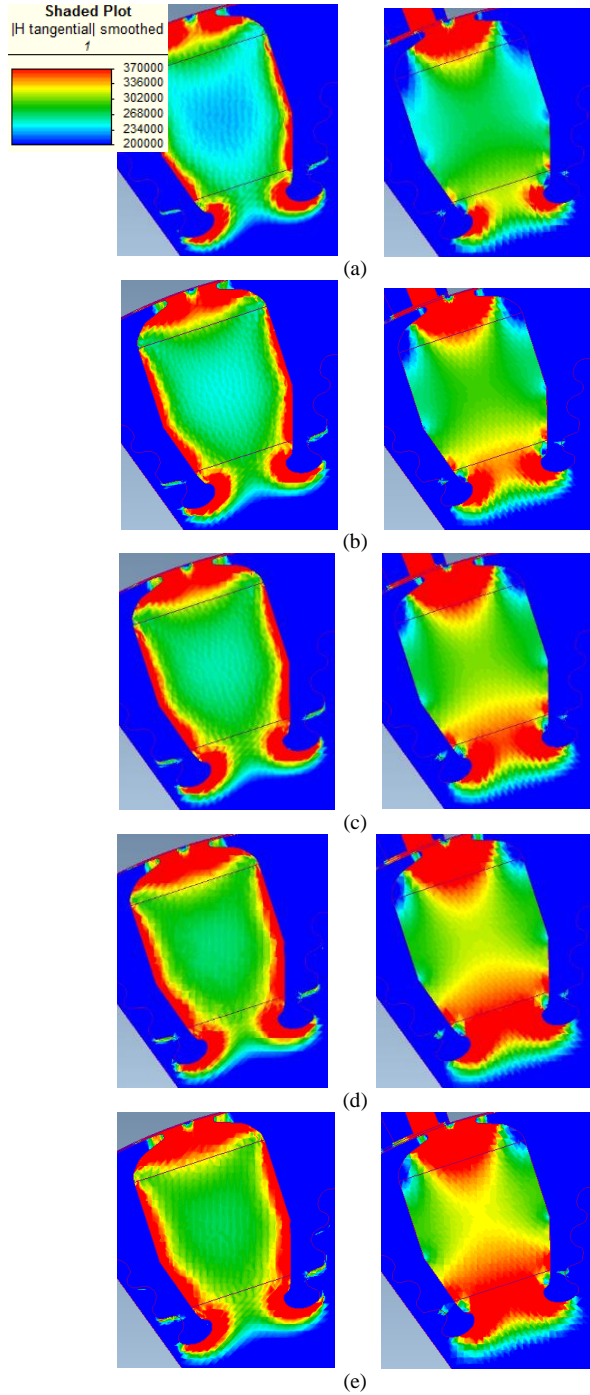 Shaded Plot
|H tangential| smoothed
1
370000
336000
302000
268000
234000
200000
(a)
(b)
(c)
(d)
(e)